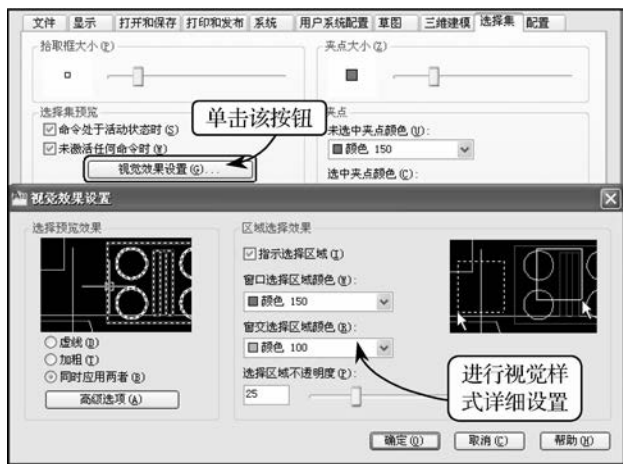 文件 显示 打开和保存 打印和发布 系统 用户系统配置 草图 三维建模 选择集 配置
拾取框大小(P)
夹点大小(Z)
选择集预览
命令处于活动状态时(S)
未激活任何命令时(W)
视觉效果设置(G)...
单击该按钮
夹点
未选中夹点颜色(U):
颜色 150
选中夹点颜色(C):
视觉效果设置
选择预览效果
虚线(D)
加粗(T)
同时应用两者(B)
高级选项(A)
区域选择效果
指示选择区域(I)
窗口选择区域颜色(W):
颜色 150
窗交选择区域颜色(R):
颜色 100
选择区域不透明度(P):
25
进行视觉样
式详细设置
确定(O) 取消(C) 帮助(H)